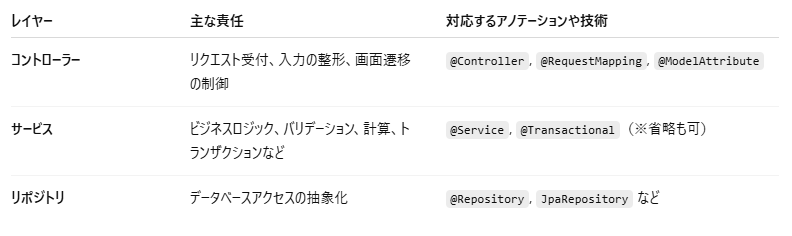 レイヤー 主な責任 対応するアノテーションや技術
コントローラー リクエスト受付、入力の整形、画面遷移 @Controller, @RequestMapping, @ModelAttribute
の制御
サービス ビジネスロジック、バリデーション、計算、ト @Service, @Transactional（※省略も可）
ランザクションなど
リポジトリ データベースアクセスの抽象化 @Repository, JpaRepository など